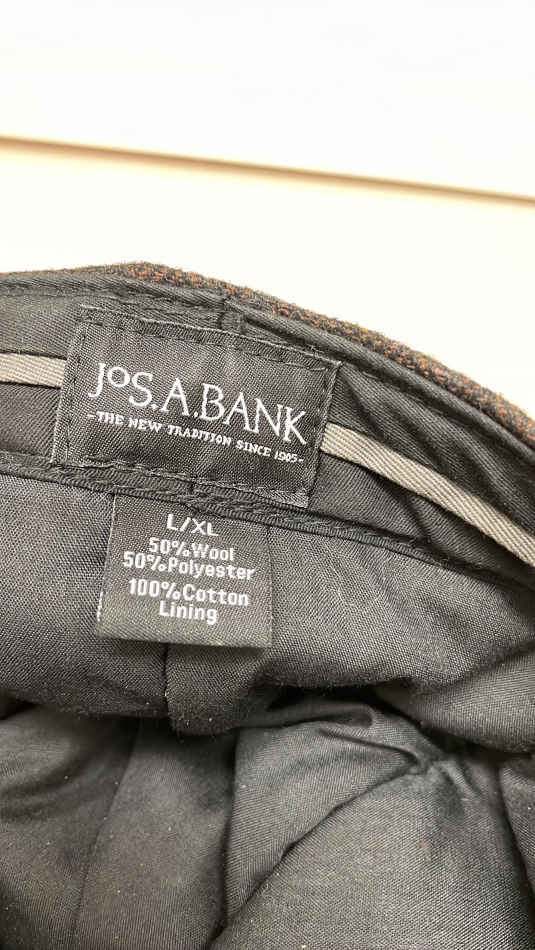 JoS.A.BANK
-THE NEW TRADITION SINCE 1905-
L/XL
50%Wool
50%Polyester
100%Cotton
Lining